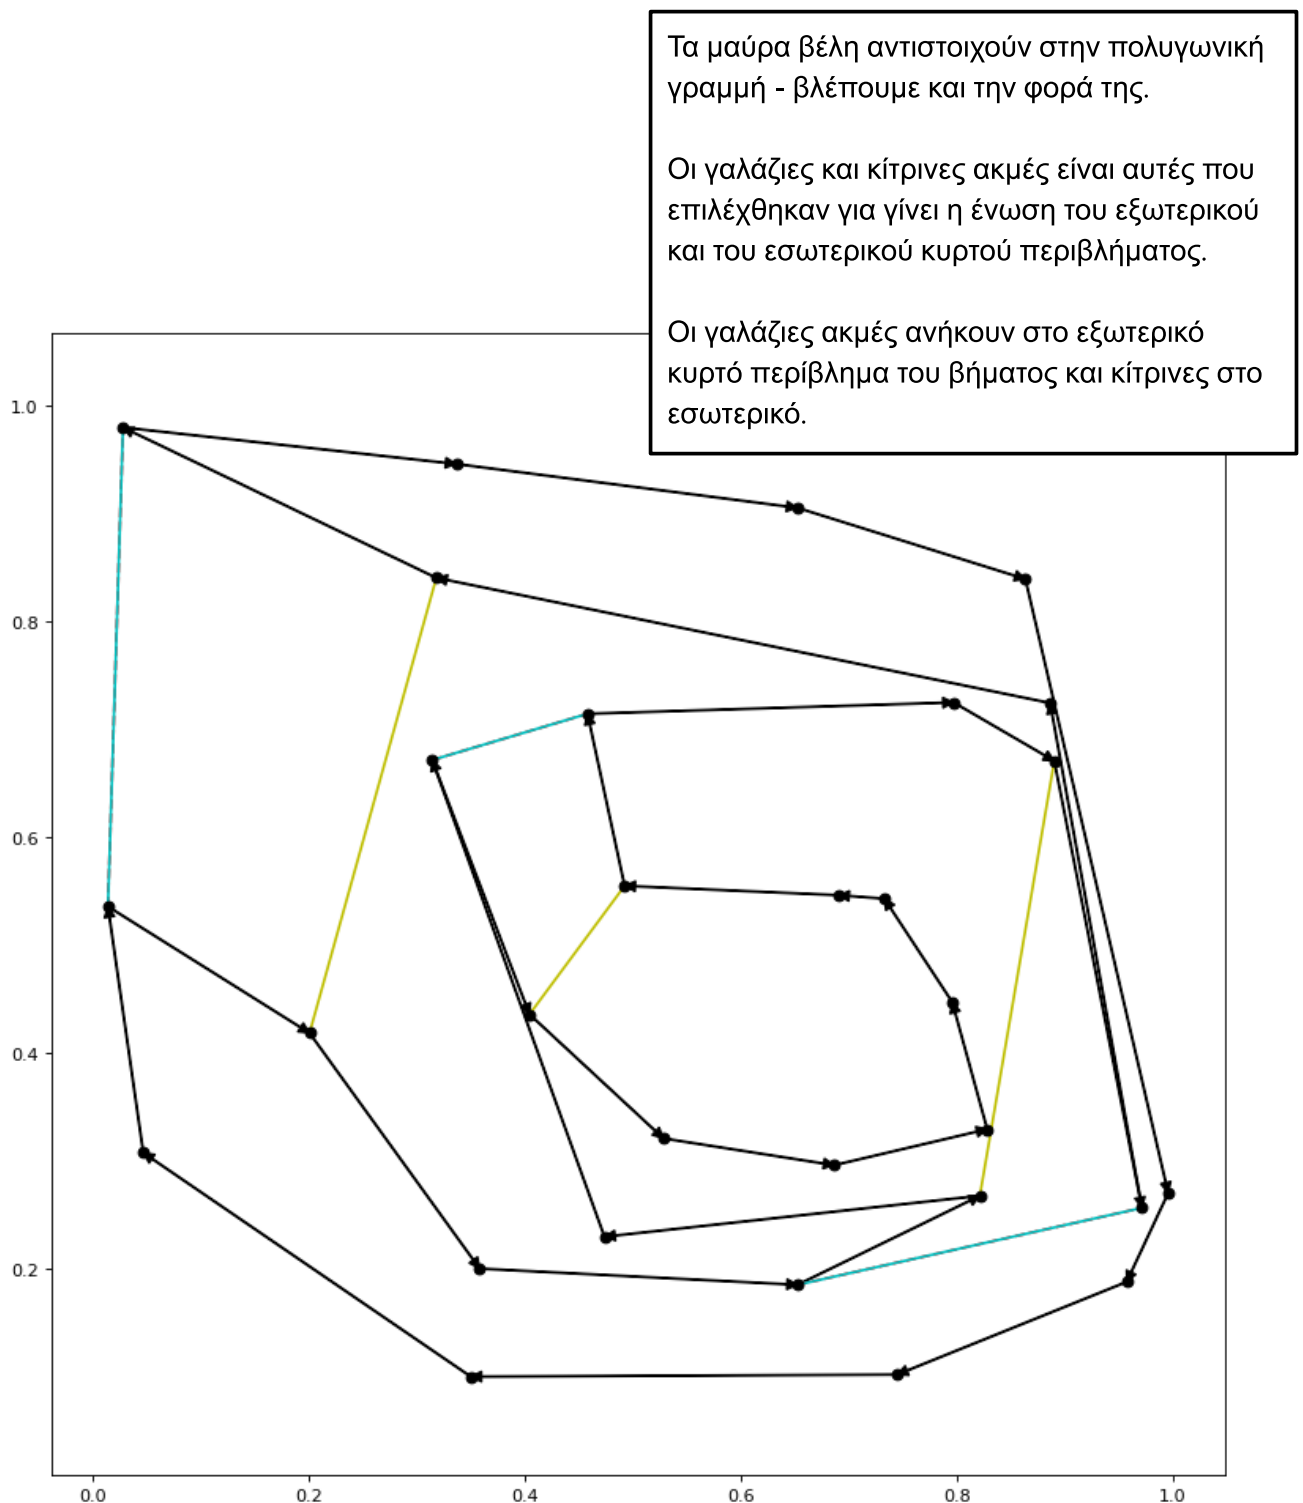 Τα μαύρα βέλη αντιστοιχούν στην πολυγωνική
γραμμή - βλέπουμε και την φορά της.
Οι γαλάζιες και κίτρινες ακμές είναι αυτές που
επιλέχθηκαν για γίνει η ένωση του εξωτερικού
και του εσωτερικού κυρτού περιβλήματος.
Οι γαλάζιες ακμές ανήκουν στο εξωτερικό
κυρτό περίβλημα του βήματος και κίτρινες στο
εσωτερικό.
1.0
0.8
0.6
0.4
0.2
0.0 0.2 0.4 0.6 0.8 1.0